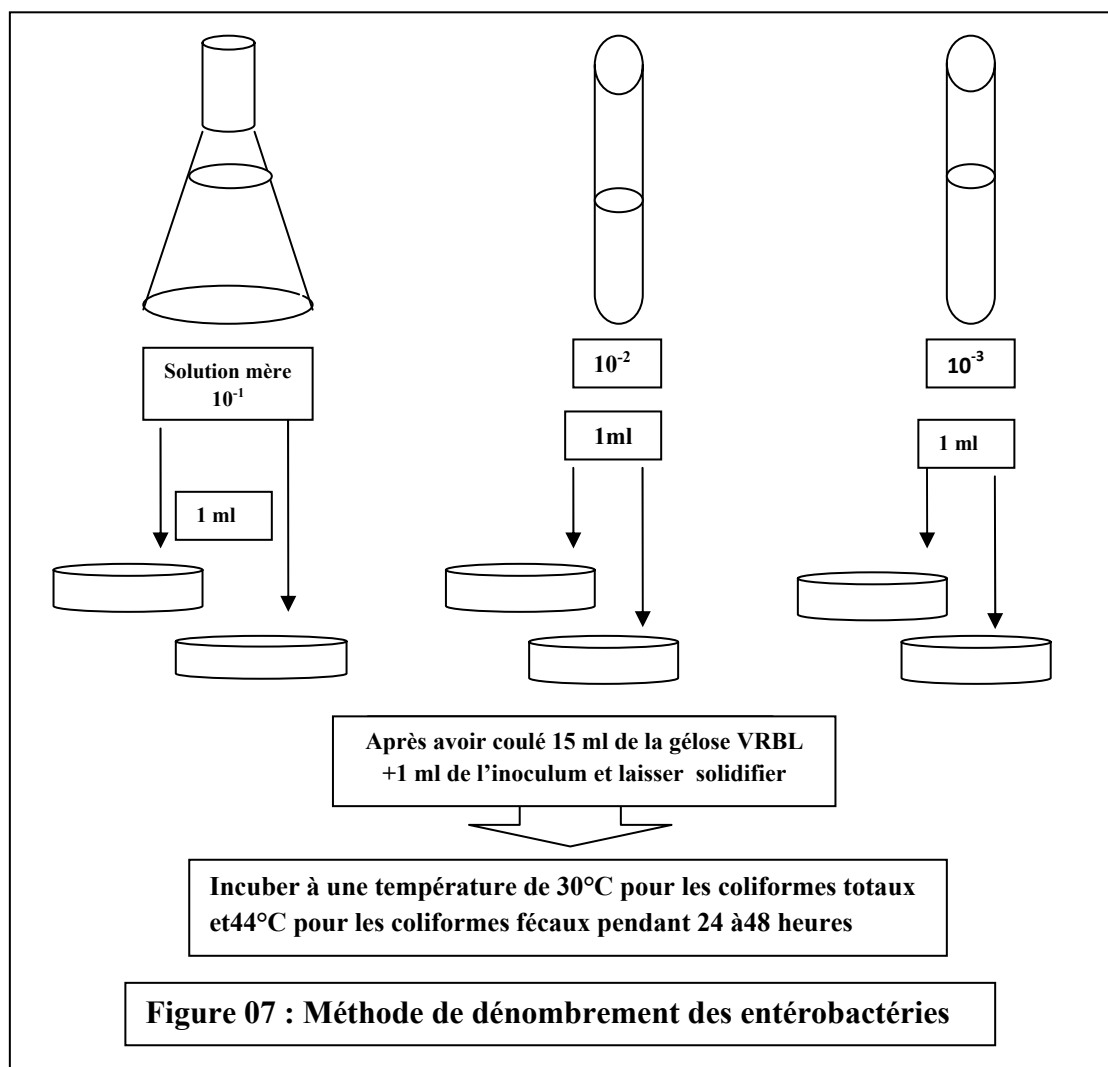 Solution mère
10⁻¹
10⁻²
10⁻³
1ml
1 ml
1 ml
Après avoir coulé 15 ml de la gélose VRBL
+1 ml de l’inoculum et laisser solidifier
Incuber à une température de 30°C pour les coliformes totaux
et44°C pour les coliformes fécaux pendant 24 à48 heures
Figure 07 : Méthode de dénombrement des entérobactéries